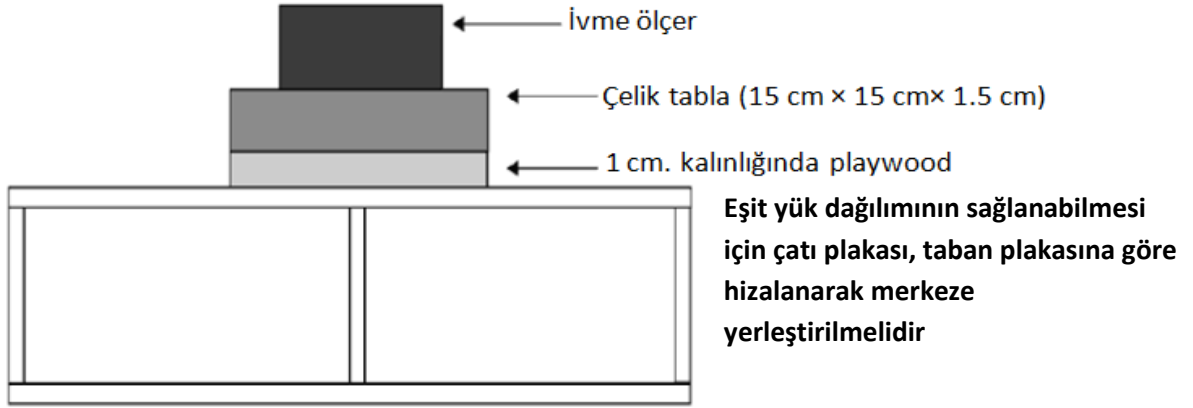 İvme ölçer
Çelik tabla (15 cm × 15 cm× 1.5 cm)
1 cm. kalınlığında playwood
Eşit yük dağılımının sağlanabilmesi
için çatı plakası, taban plakasına göre
hizalanarak merkeze
yerleştirilmelidir